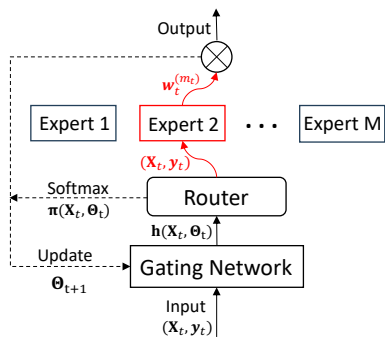 Output
w_t^{(m_t)}
Expert 1
Expert 2
• • •
Expert M
(X_t, y_t)
Softmax
π(X_t, Θ_t)
Router
h(X_t, Θ_t)
Update
Θ_{t+1}
Gating Network
Input
(X_t, y_t)